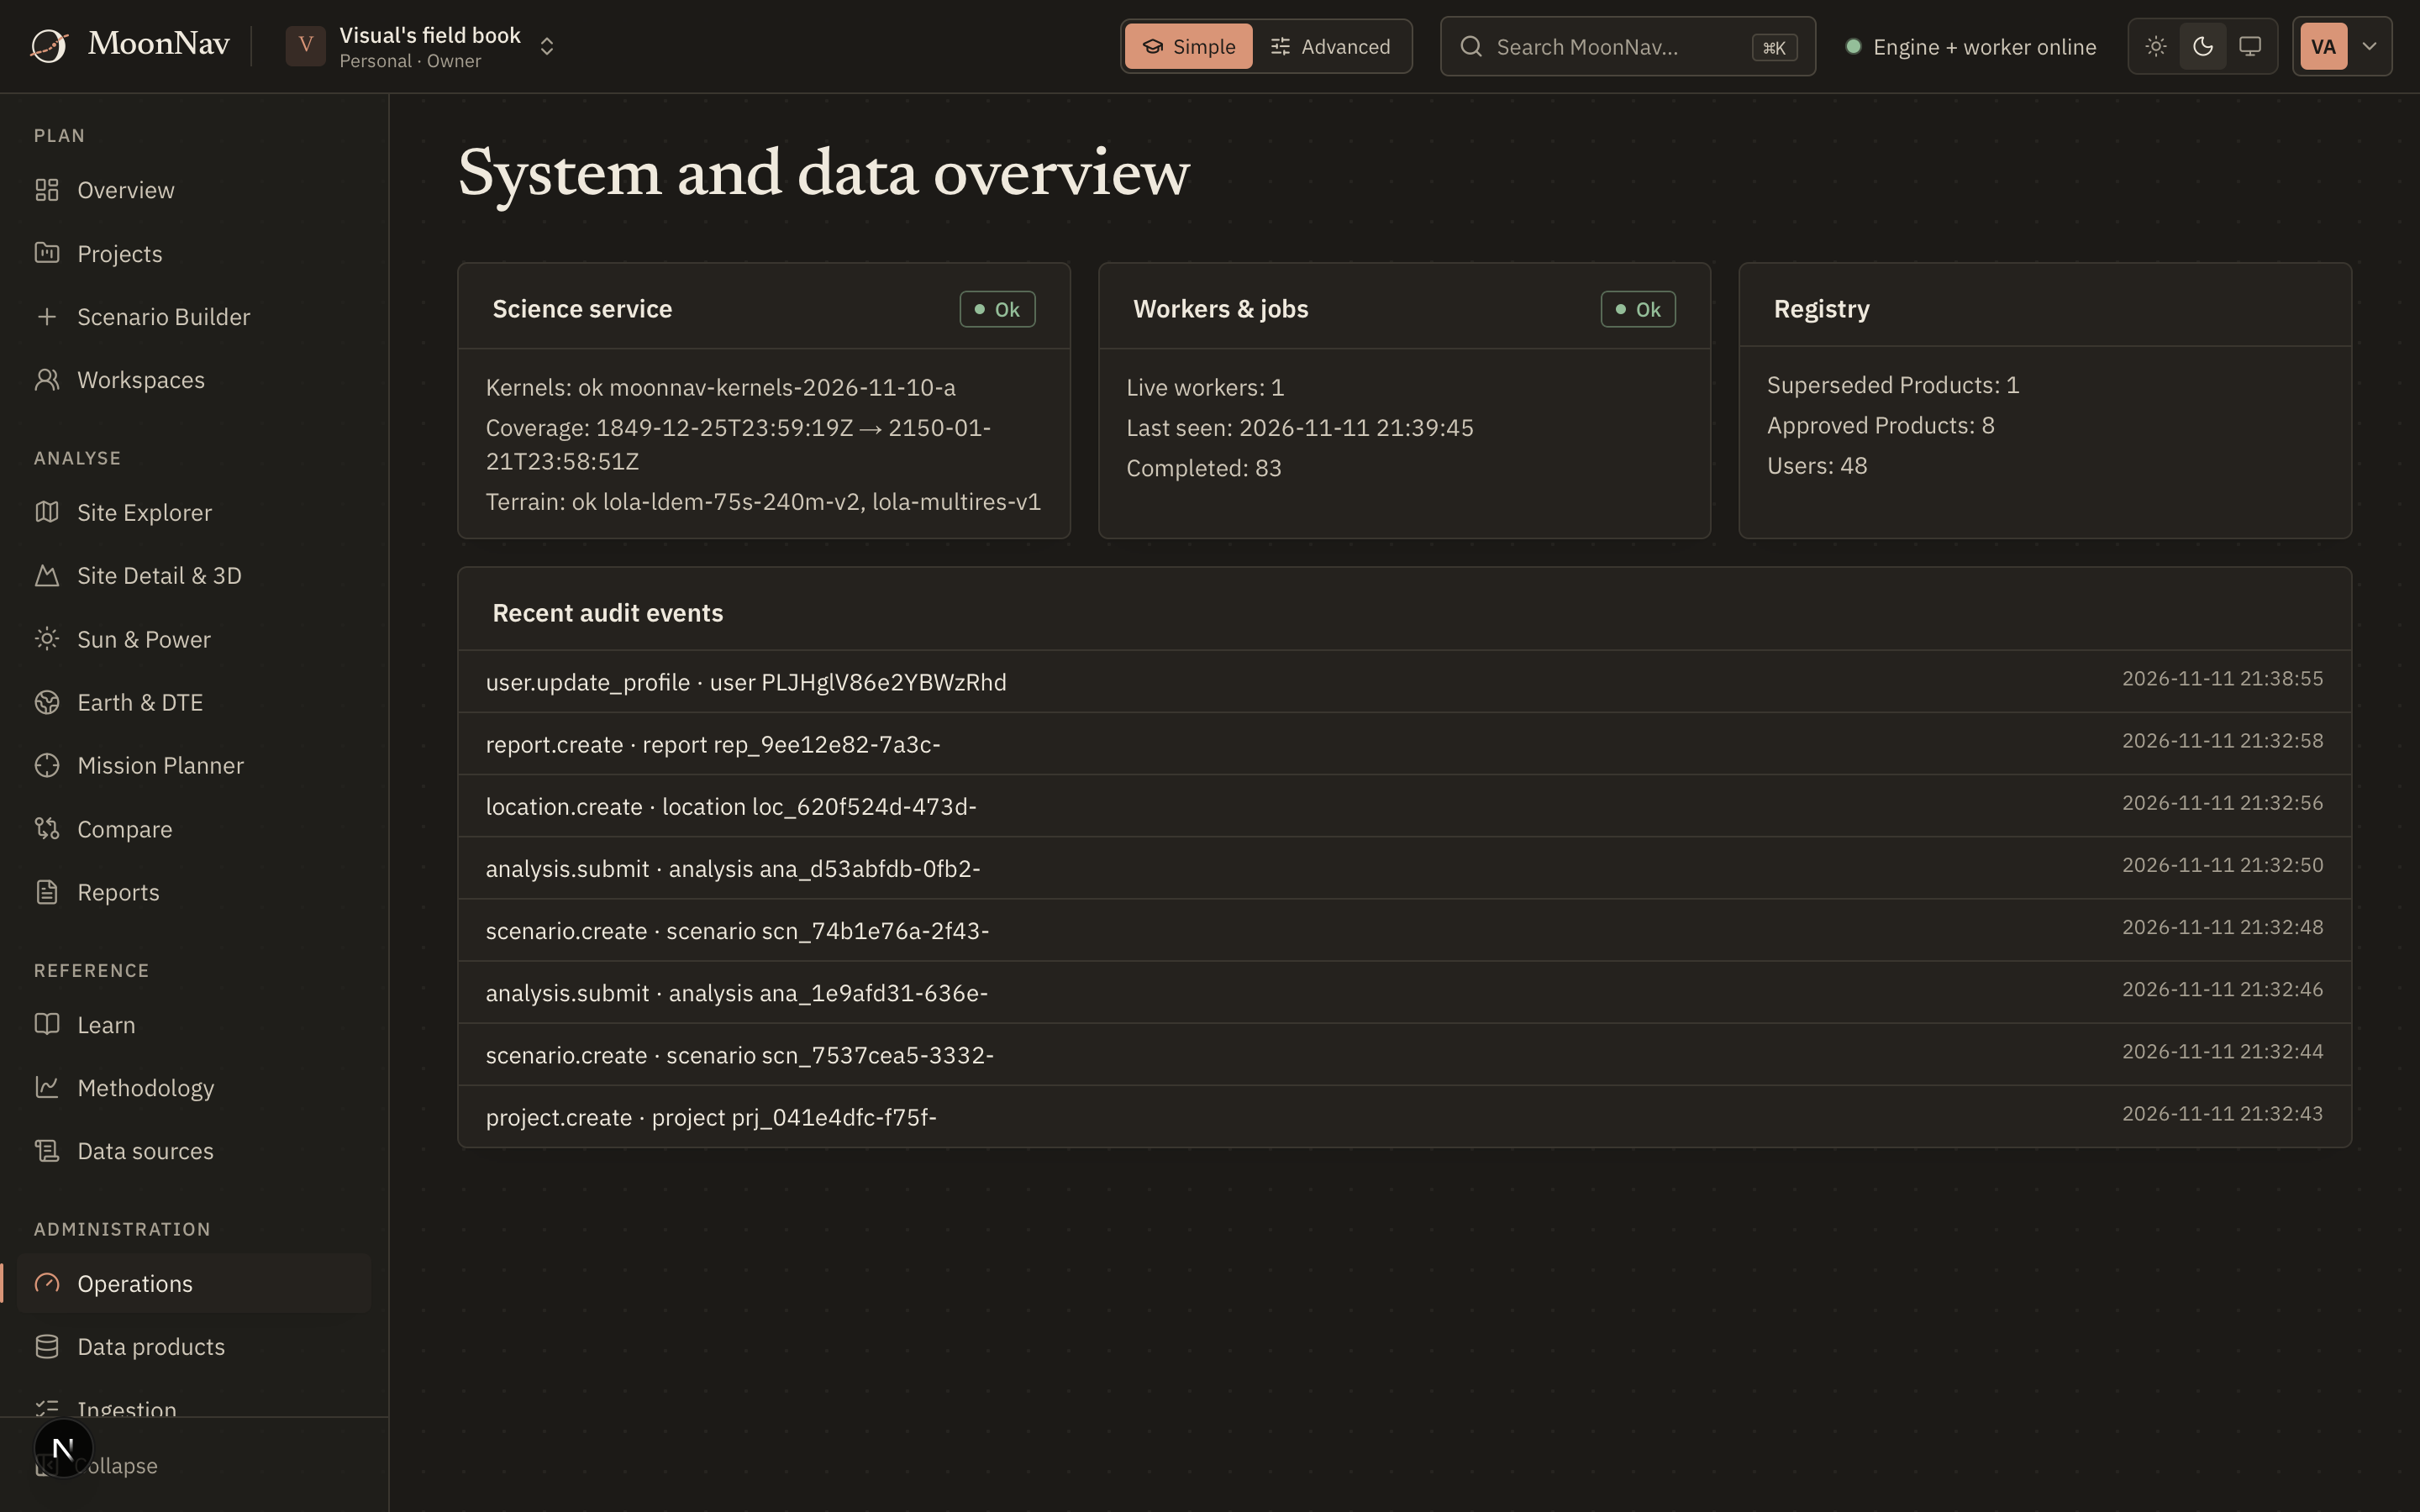 MoonNav
V
Visual's field book
Personal · Owner
Simple
Advanced
Search MoonNav...
⌘K
Engine + worker online
VA
PLAN
Overview
Projects
Scenario Builder
Workspaces
ANALYSE
Site Explorer
Site Detail & 3D
Sun & Power
Earth & DTE
Mission Planner
Compare
Reports
REFERENCE
Learn
Methodology
Data sources
ADMINISTRATION
Operations
Data products
Ingestion
N
Collapse
System and data overview
Science service
Ok
Kernels: ok moonnav-kernels-2026-11-10-a
Coverage: 1849-12-25T23:59:19Z → 2150-01-
21T23:58:51Z
Terrain: ok lola-ldem-75s-240m-v2, lola-multires-v1
Workers & jobs
Ok
Live workers: 1
Last seen: 2026-11-11 21:39:45
Completed: 83
Registry
Superseded Products: 1
Approved Products: 8
Users: 48
Recent audit events
user.update_profile · user PLJHglV86e2YBWzRhd 2026-11-11 21:38:55
report.create · report rep_9ee12e82-7a3c- 2026-11-11 21:32:58
location.create · location loc_620f524d-473d- 2026-11-11 21:32:56
analysis.submit · analysis ana_d53abfdb-0fb2- 2026-11-11 21:32:50
scenario.create · scenario scn_74b1e76a-2f43- 2026-11-11 21:32:48
analysis.submit · analysis ana_1e9afd31-636e- 2026-11-11 21:32:46
scenario.create · scenario scn_7537cea5-3332- 2026-11-11 21:32:44
project.create · project prj_041e4dfc-f75f- 2026-11-11 21:32:43